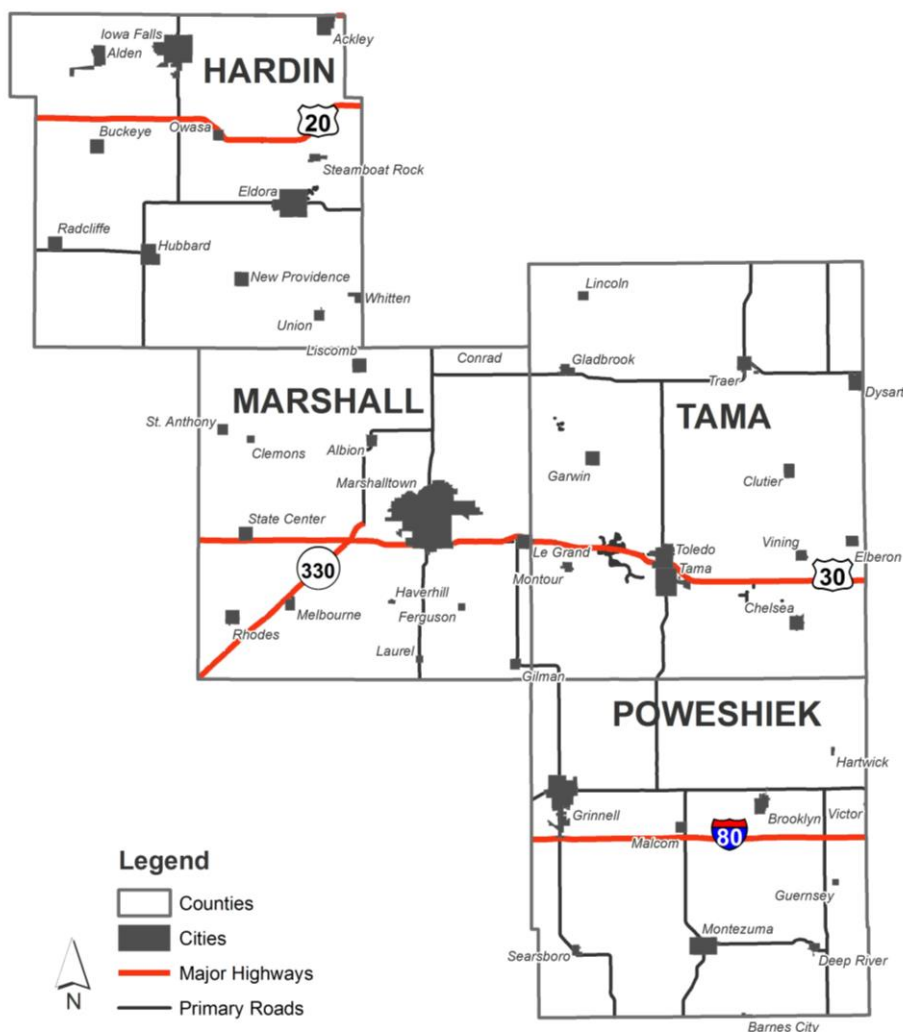 Iowa Falls
Alden
Ackley
HARDIN
20
Buckeye
Owasa
Steamboat Rock
Eldora
Radcliffe
Hubbard
New Providence
Whitten
Union
Lincoln
Liscomb
Conrad
Gladbrook
Traer
Dysart
MARSHALL
TAMA
St. Anthony
Clemons
Albion
Marshalltown
Garwin
Clutier
State Center
Le Grand
Toledo
Vining
Elberon
330
Montour
Tama
30
Haverhill
Melbourne
Ferguson
Chelsea
Rhodes
Laurel
Gilman
POWESHIEK
Hartwick
Grinnell
Brooklyn
Victor
Malcom
80
Guernsey
Montezuma
Searsboro
Deep River
Barnes City
Legend
Counties
Cities
Major Highways
Primary Roads
N